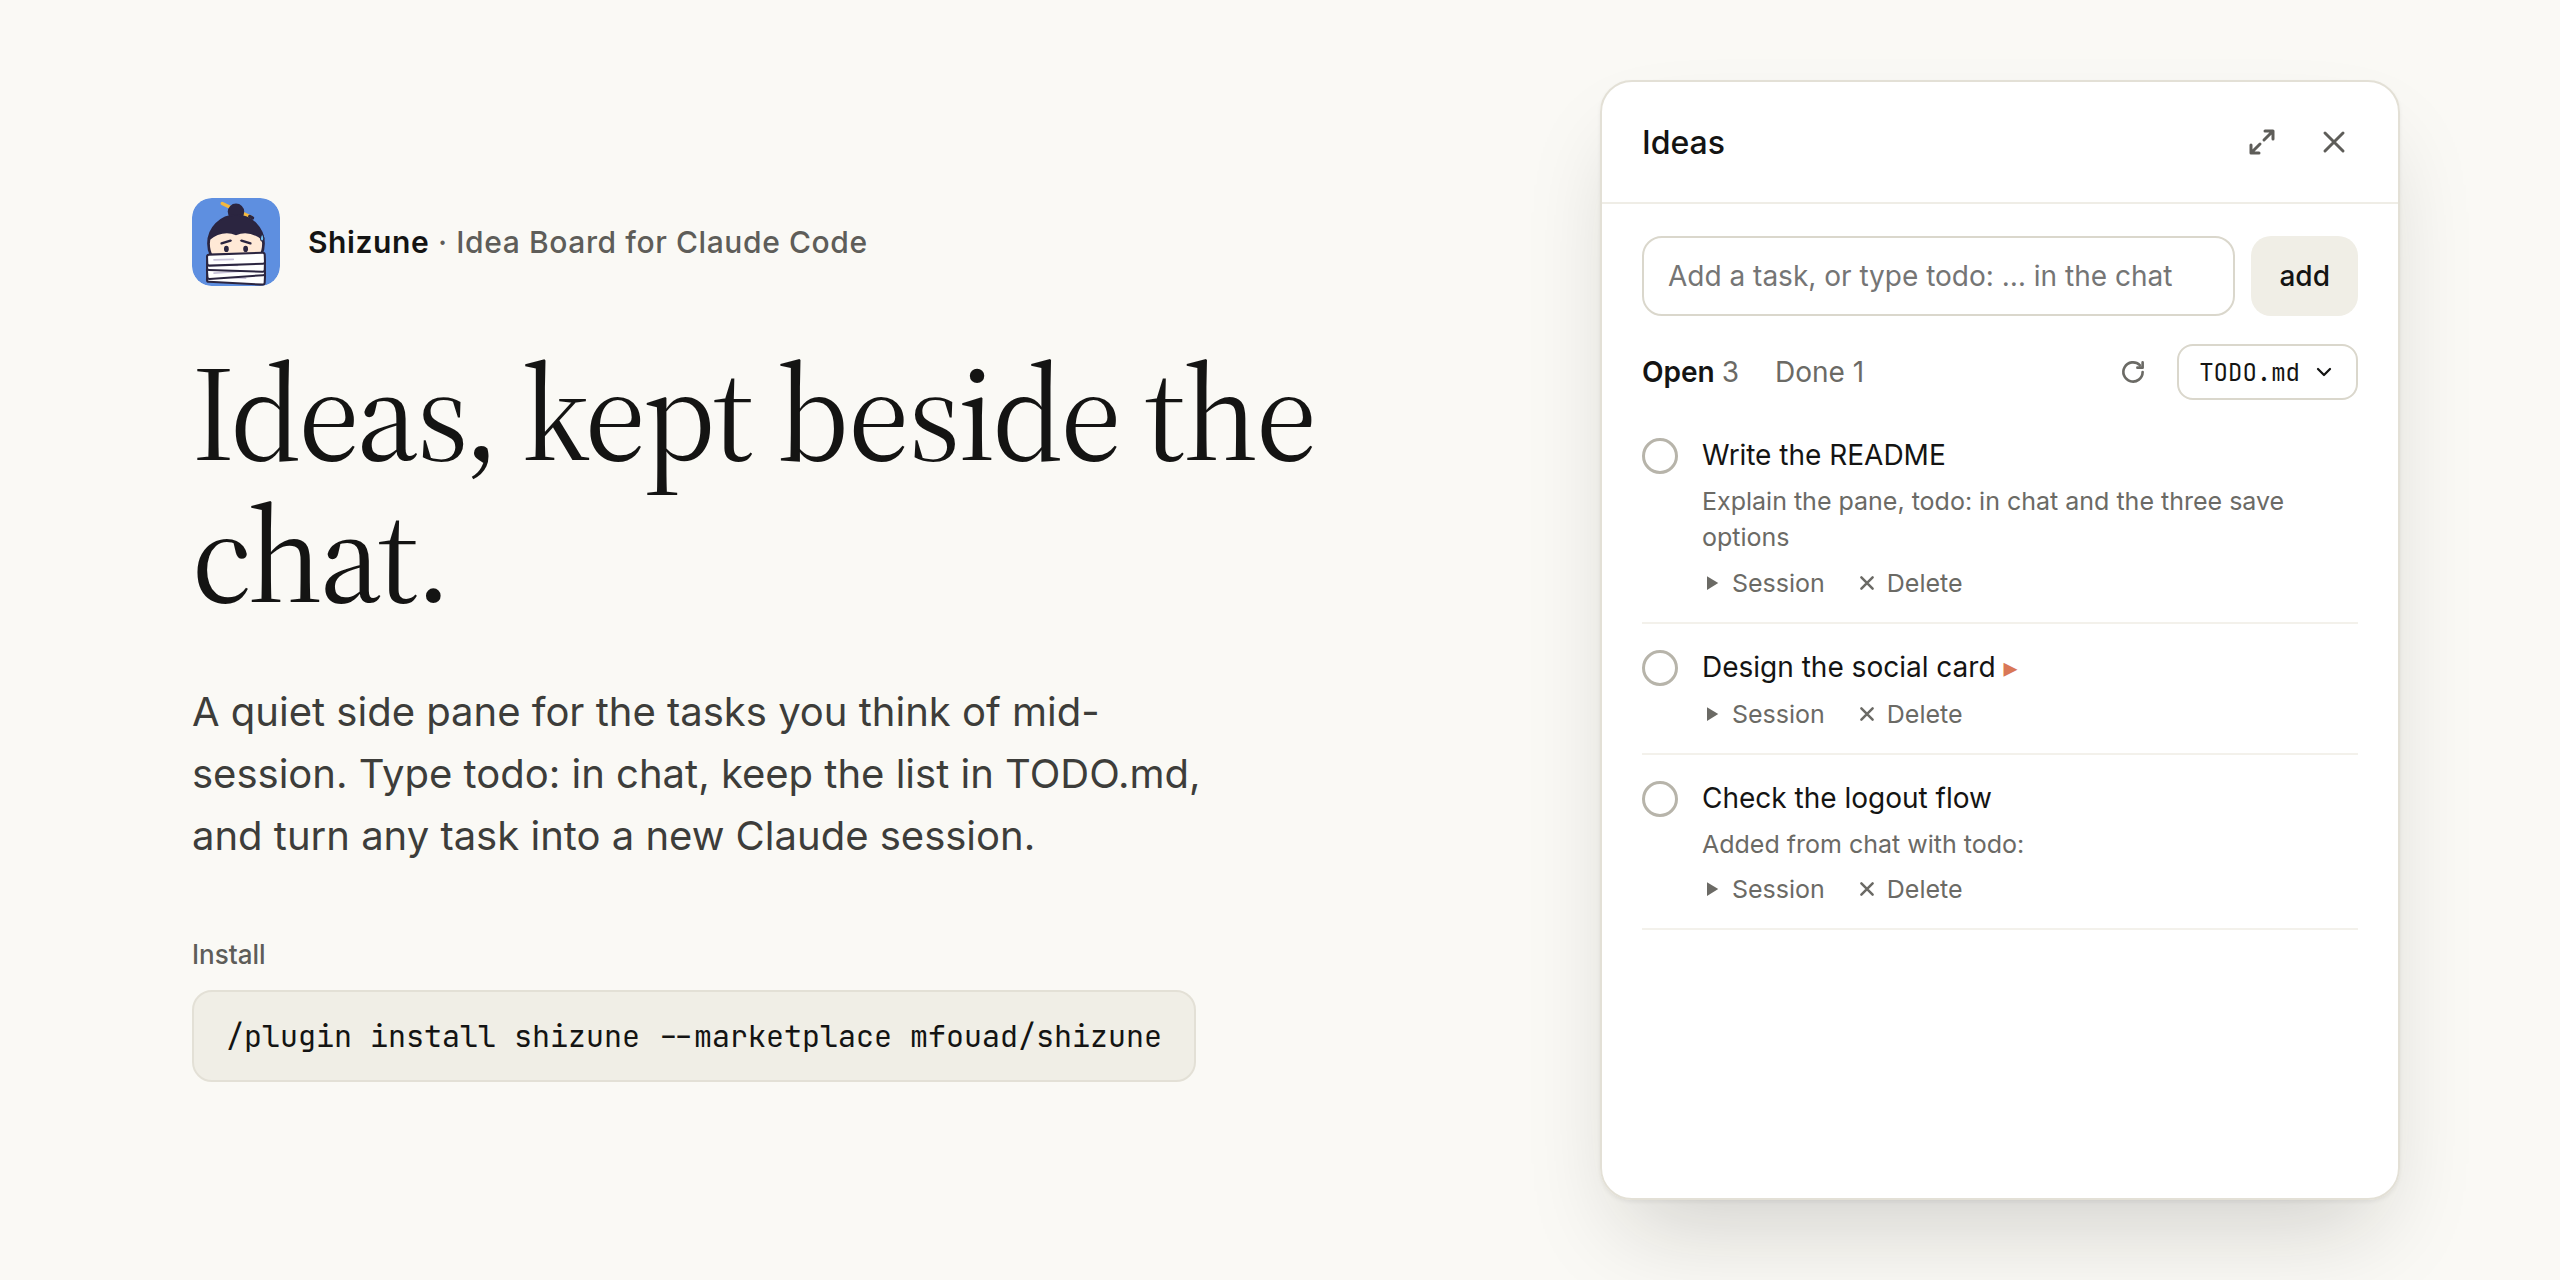 Shizune · Idea Board for Claude Code
Ideas, kept beside the
chat.
A quiet side pane for the tasks you think of mid-
session. Type todo: in chat, keep the list in TODO.md,
and turn any task into a new Claude session.
Install
/plugin install shizune --marketplace mfouad/shizune
Ideas
Add a task, or type todo: ... in the chat
add
Open 3 Done 1
TODO.md
Write the README
Explain the pane, todo: in chat and the three save
options
Session Delete
Design the social card
Session Delete
Check the logout flow
Added from chat with todo:
Session Delete